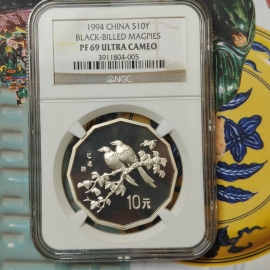 1994 CHINA S10Y
BLACK-BILLED MAGPIES
PF 69 ULTRA CAMEO
3911804-005
NGC
10元